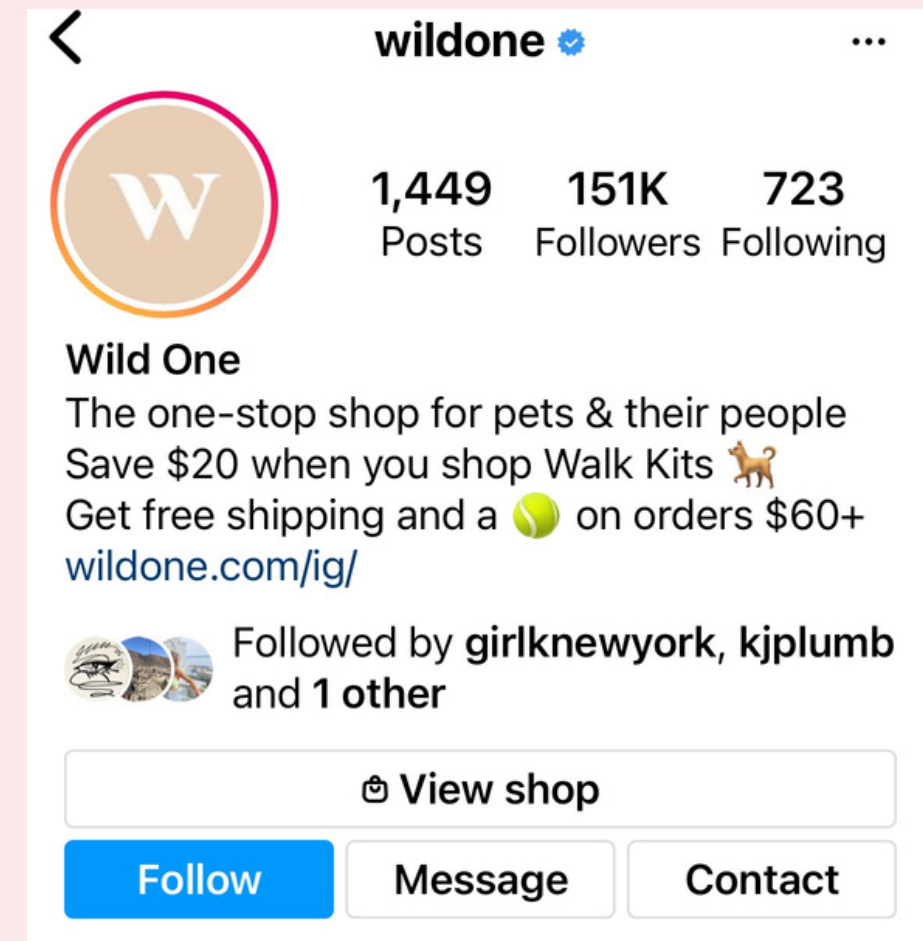 wildone
W
1,449 151K 723
Posts Followers Following
Wild One
The one-stop shop for pets & their people
Save $20 when you shop Walk Kits 🐕
Get free shipping and a 🎾 on orders $60+
wildone.com/ig/
Followed by girlknewyork, kjplumb
and 1 other
View shop
Follow Message Contact